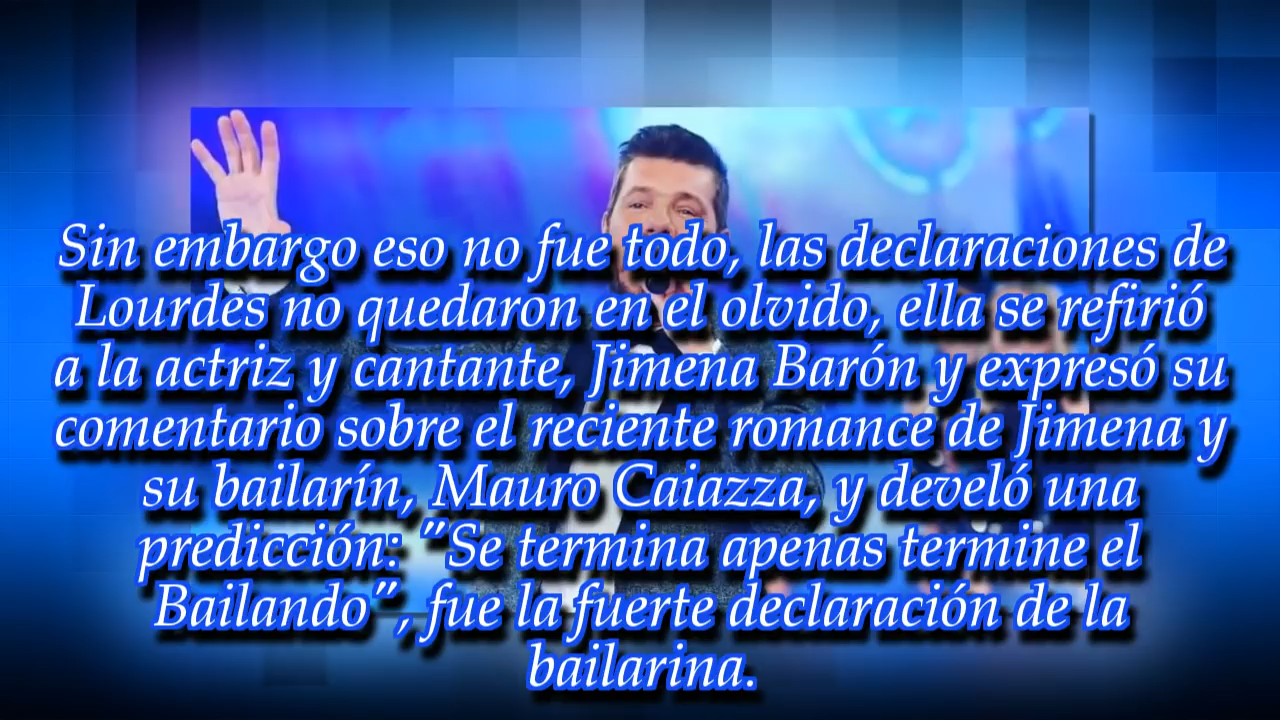 Sin embargo eso no fue todo, las declaraciones de
Lourdes no quedaron en el olvido, ella se refirió
a la actriz y cantante, Jimena Barón y expresó su
comentario sobre el reciente romance de Jimena y
su bailarín, Mauro Caiazza, y develó una
predicción: "Se termina apenas termine el
Bailando", fue la fuerte declaración de la
bailarina.